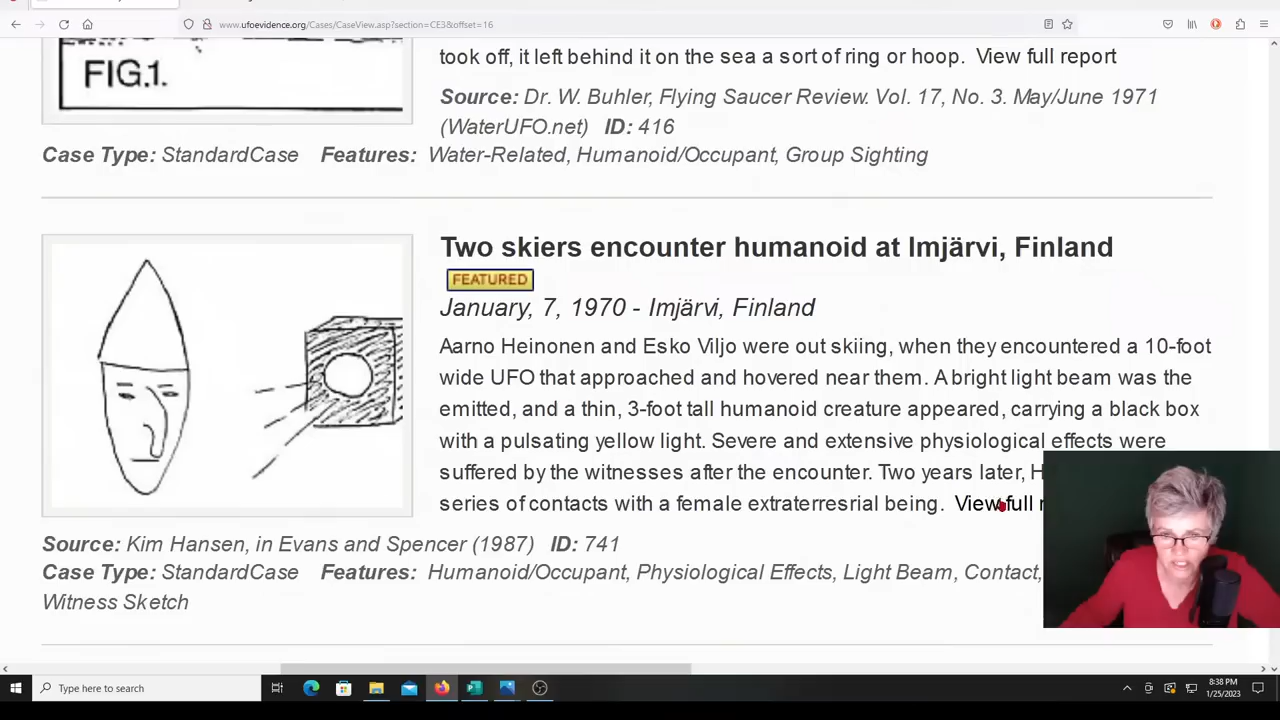 www.ufoevidence.org/Cases/CaseView.asp?section=CE3&offset=16
FIG.1.
took off, it left behind it on the sea a sort of ring or hoop. View full report
Source: Dr. W. Buhler, Flying Saucer Review. Vol. 17, No. 3. May/June 1971
(WaterUFO.net) ID: 416
Case Type: StandardCase Features: Water-Related, Humanoid/Occupant, Group Sighting
Two skiers encounter humanoid at Imjärvi, Finland
FEATURED
January, 7, 1970 - Imjärvi, Finland
Aarno Heinonen and Esko Viljo were out skiing, when they encountered a 10-foot
wide UFO that approached and hovered near them. A bright light beam was the
emitted, and a thin, 3-foot tall humanoid creature appeared, carrying a black box
with a pulsating yellow light. Severe and extensive physiological effects were
suffered by the witnesses after the encounter. Two years later,
series of contacts with a female extraterresrial being. View full
Source: Kim Hansen, in Evans and Spencer (1987) ID: 741
Case Type: StandardCase Features: Humanoid/Occupant, Physiological Effects, Light Beam, Contact,
Witness Sketch
Type here to search
8:38 PM
1/25/2023